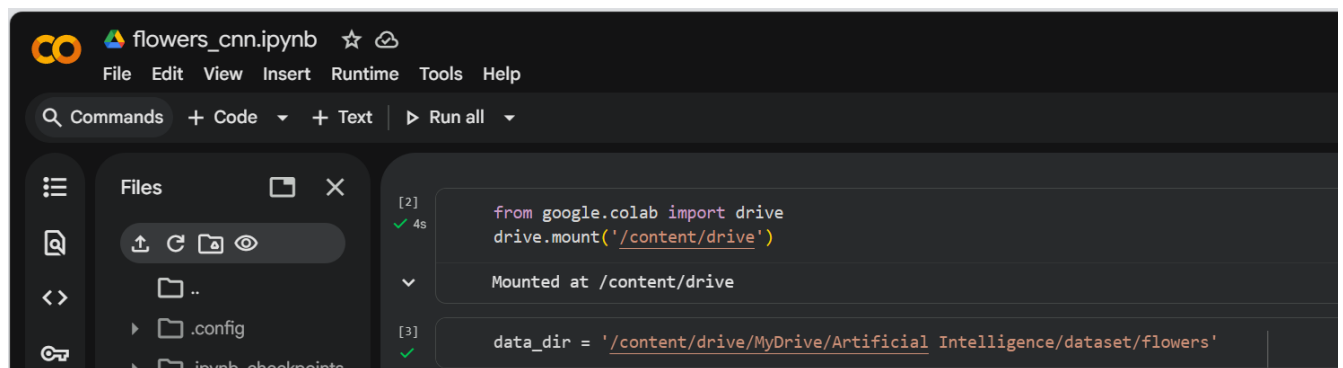 flowers_cnn.ipynb
File Edit View Insert Runtime Tools Help
Commands + Code + Text Run all
Files
[2]
4s
from google.colab import drive
drive.mount('/content/drive')
Mounted at /content/drive
..
.config
.ipynb_checkpoints
[3]
data_dir = '/content/drive/MyDrive/Artificial Intelligence/dataset/flowers'